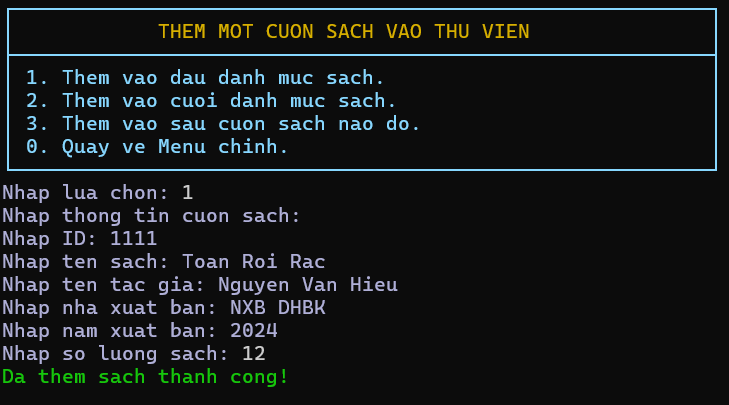 THEM MOT CUON SACH VAO THU VIEN
1. Them vao dau danh muc sach.
2. Them vao cuoi danh muc sach.
3. Them vao sau cuon sach nao do.
0. Quay ve Menu chinh.
Nhap lua chon: 1
Nhap thong tin cuon sach:
Nhap ID: 1111
Nhap ten sach: Toan Roi Rac
Nhap ten tac gia: Nguyen Van Hieu
Nhap nha xuat ban: NXB DHBK
Nhap nam xuat ban: 2024
Nhap so luong sach: 12
Da them sach thanh cong!